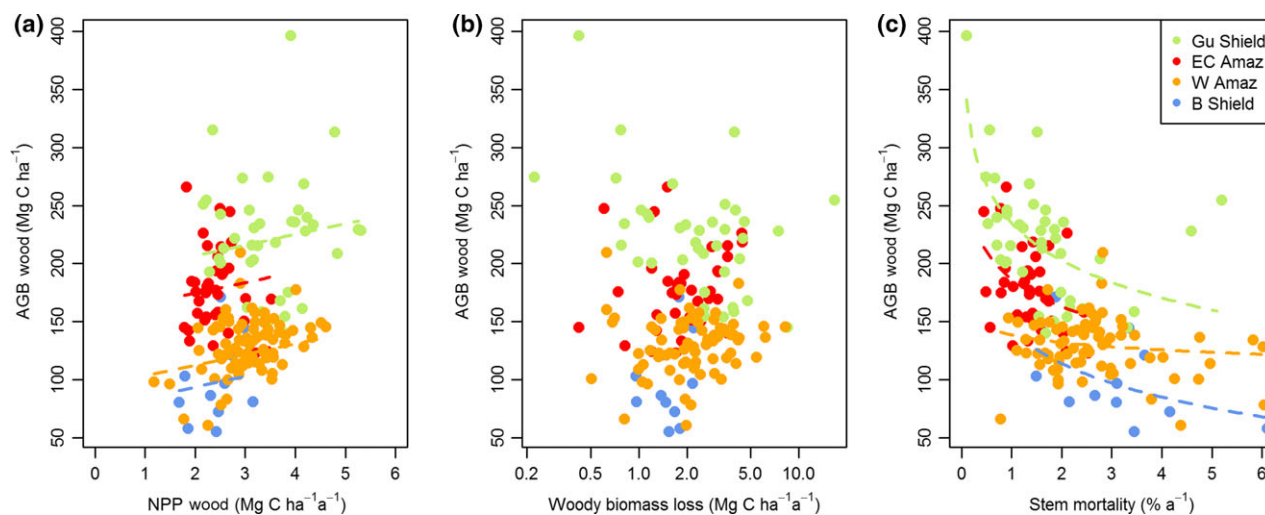 (a)
AGB wood (Mg C ha⁻¹)
400
350
300
250
200
150
100
50
0 1 2 3 4 5 6
NPP wood (Mg C ha⁻¹a⁻¹)
(b)
AGB wood (Mg C ha⁻¹)
400
350
300
250
200
150
100
50
0.2 0.5 1.0 2.0 5.0 10.0
Woody biomass loss (Mg C ha⁻¹a⁻¹)
(c)
AGB wood (Mg C ha⁻¹)
400
350
300
250
200
150
100
50
0 1 2 3 4 5 6
Stem mortality (% a⁻¹)
Gu Shield
EC Amaz
W Amaz
B Shield